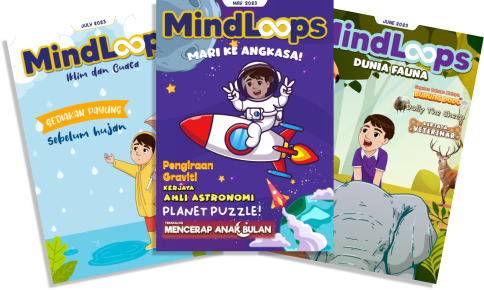 JULY 2023
MindLoops
Iklim dan Cuaca
SEDIAKAN PAYUNG
sebelum hujan
MAY 2023
MindLoops
MARI KE ANGKASA!
Pengiraan
Graviti
KERJAYA
AHLI ASTRONOMI
PLANET PUZZLE!
MENCERAP ANAK BULAN
JUNE 2023
MindLoops
DUNIA FAUNA
Dolly The Sheep
KERJAYA
VETERINAR